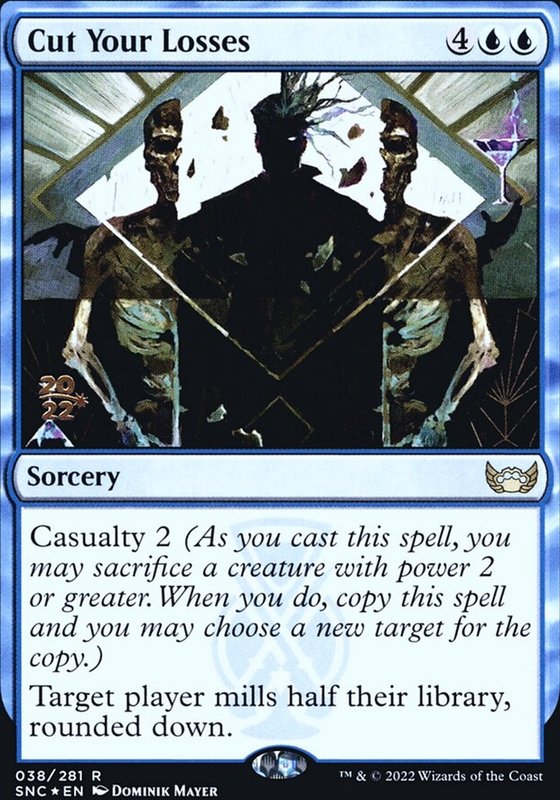 Cut Your Losses 4
20
22
Sorcery
Casualty 2 (As you cast this spell, you
may sacrifice a creature with power 2
or greater. When you do, copy this spell
and you may choose a new target for the
copy.)
Target player mills half their library,
rounded down.
038/281 R
SNC★EN Dominik Mayer
™ & © 2022 Wizards of the Coast